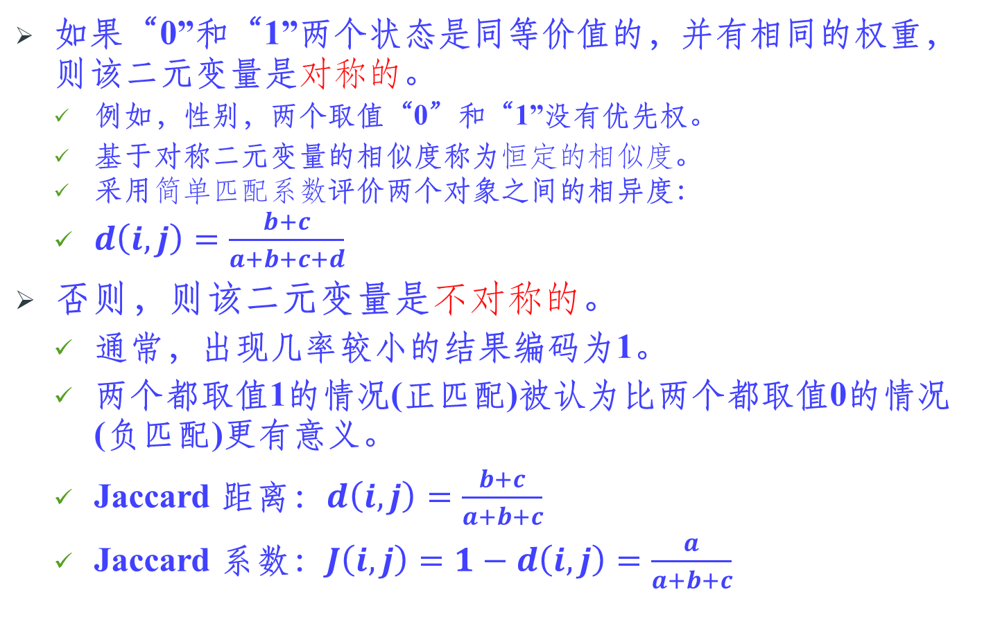 ➢ 如果“0”和“1”两个状态是同等价值的，并有相同的权重，
则该二元变量是对称的。
✓ 例如，性别，两个取值“0”和“1”没有优先权。
✓ 基于对称二元变量的相似度称为恒定的相似度。
✓ 采用简单匹配系数评价两个对象之间的相异度：
✓ d(i,j) = (b+c)/(a+b+c+d)
➢ 否则，则该二元变量是不对称的。
✓ 通常，出现几率较小的结果编码为1。
✓ 两个都取值1的情况(正匹配)被认为比两个都取值0的情况
(负匹配)更有意义。
✓ Jaccard 距离：d(i,j) = (b+c)/(a+b+c)
✓ Jaccard 系数：J(i,j) = 1 − d(i,j) = a/(a+b+c)